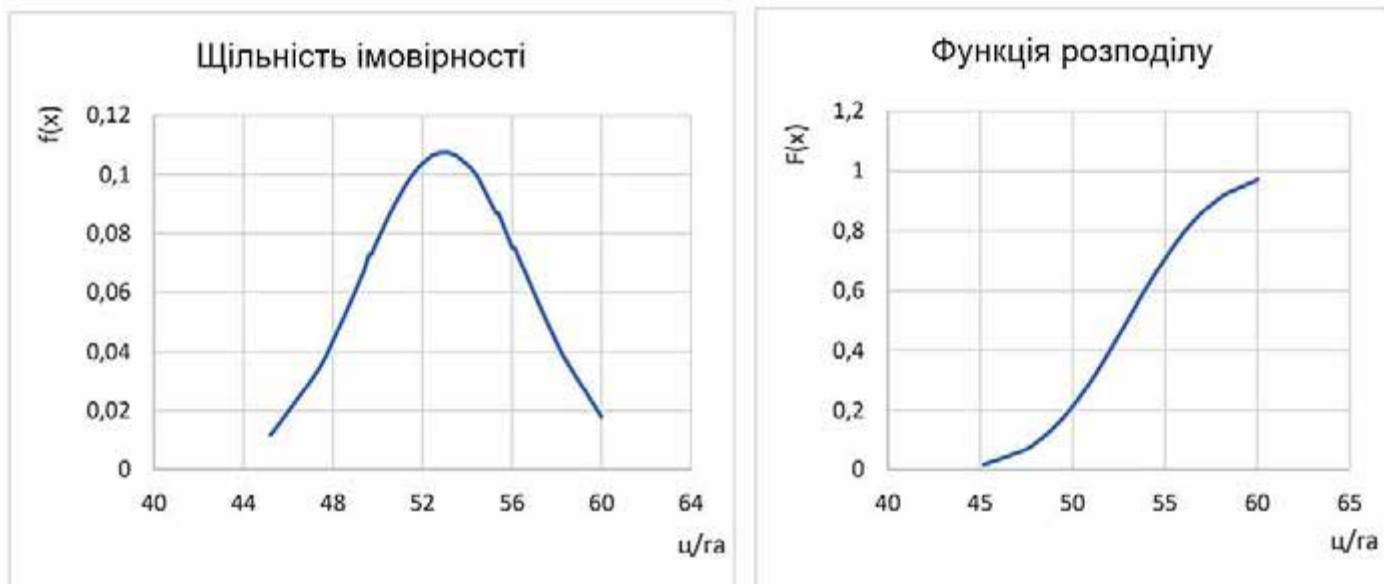 Щільність імовірності
f(x)
0,12
0,1
0,08
0,06
0,04
0,02
0
40 44 48 52 56 60 64
ц/га
Функція розподілу
F(x)
1,2
1
0,8
0,6
0,4
0,2
0
40 45 50 55 60 65
ц/га